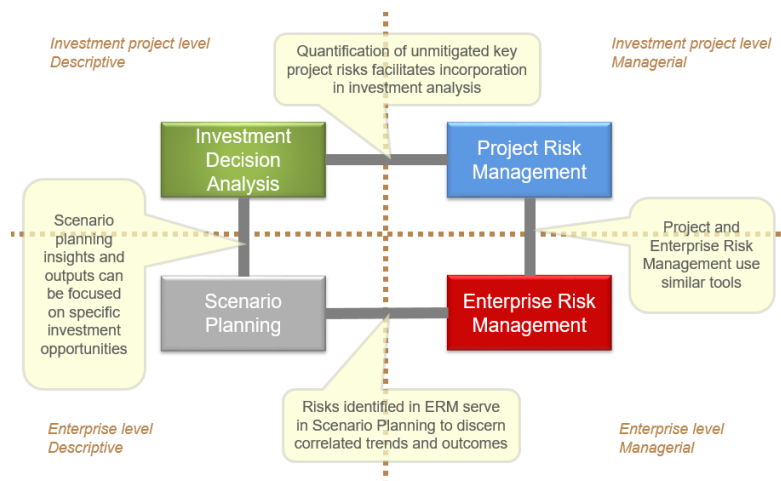 Investment project level
Descriptive
Quantification of unmitigated key
project risks facilitates incorporation
in investment analysis
Investment project level
Managerial
Investment
Decision
Analysis
Project Risk
Management
Scenario
planning
insights and
outputs can
be focused
on specific
investment
opportunities
Project and
Enterprise Risk
Management use
similar tools
Scenario
Planning
Enterprise Risk
Management
Risks identified in ERM serve
in Scenario Planning to discern
correlated trends and outcomes
Enterprise level
Descriptive
Enterprise level
Managerial